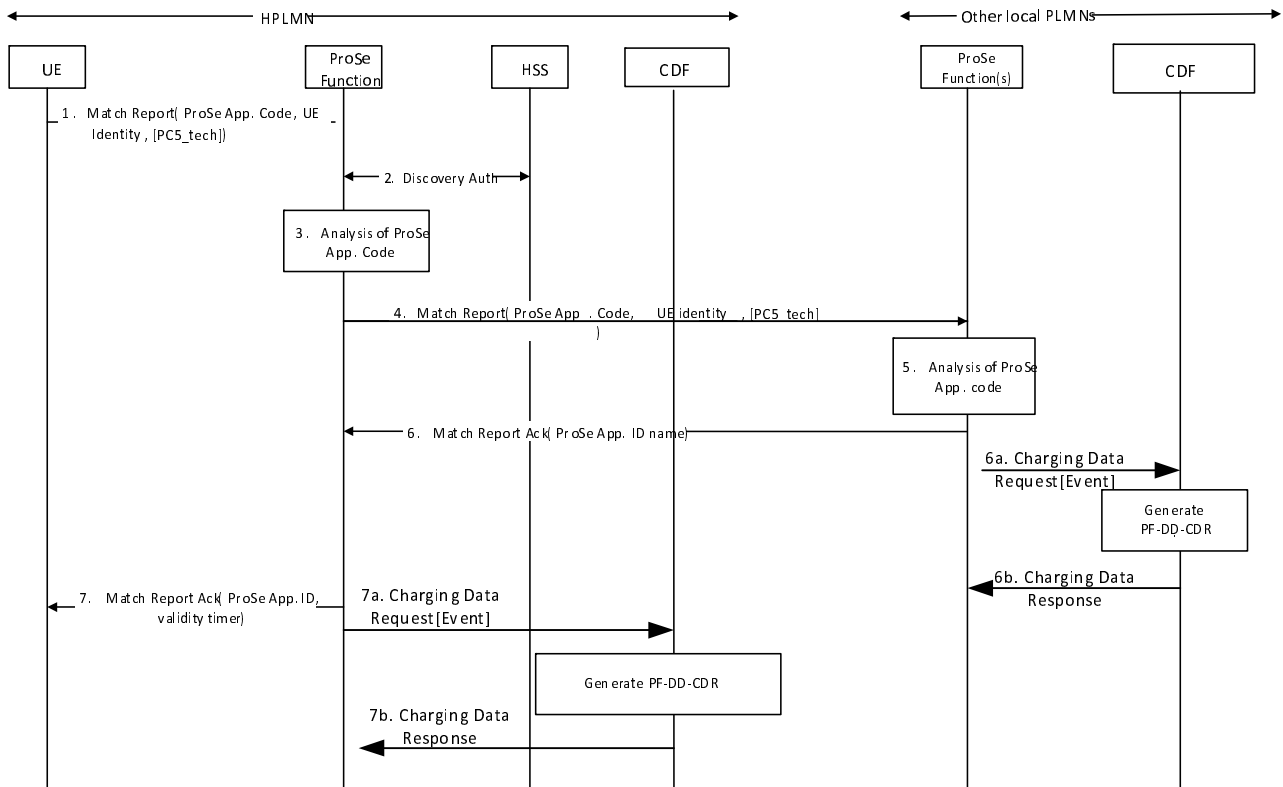 HPLMN
Other local PLMNs
UE
ProSe
Function
HSS
CDF
ProSe
Function(s)
CDF
1. Match Report( ProSe App. Code, UE
Identity , [PC5_tech])
2. Discovery Auth
3. Analysis of ProSe
App. Code
4. Match Report( ProSe App . Code, UE identity , [PC5_tech]
)
5. Analysis of ProSe
App. code
6. Match Report Ack( ProSe App. ID name)
6a. Charging Data
Request[Event]
Generate
PF-DD-CDR
6b. Charging Data
Response
7. Match Report Ack( ProSe App. ID,
validity timer)
7a. Charging Data
Request[Event]
Generate PF-DD-CDR
7b. Charging Data
Response